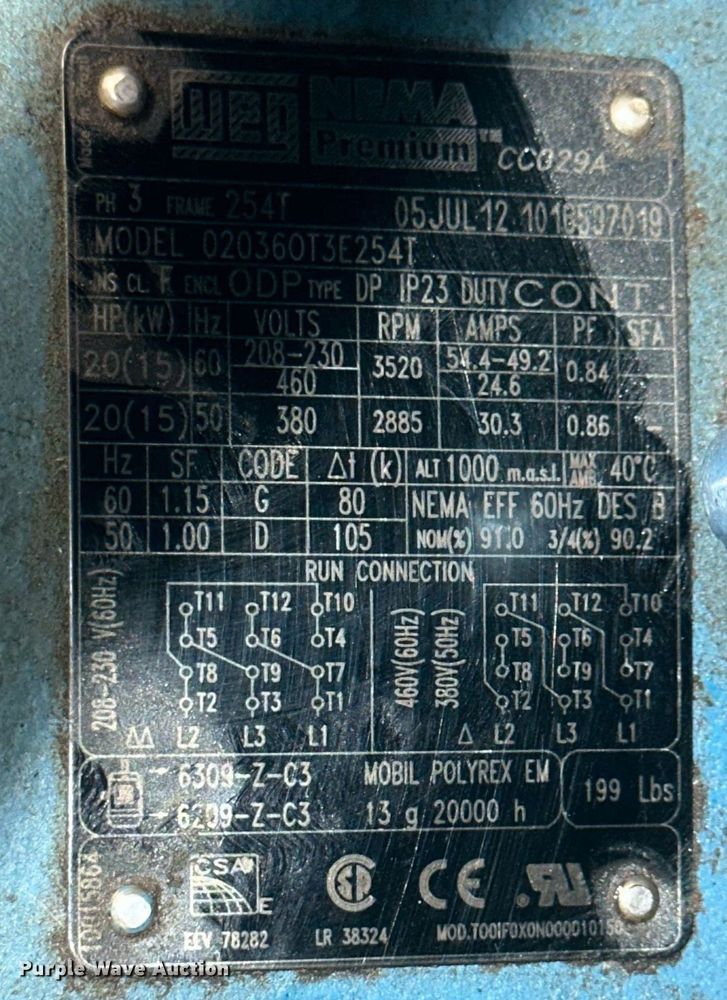 WEG NEMA Premium™ CC029A
PH 3 FRAME 254T 05JUL12
MODEL 02036OT3E254T
INS CL. F ENCL ODP TYPE DP IP23 DUTY CONT.
HP(kW) Hz VOLTS RPM AMPS PF SFA
20(15) 60 208-230 3520 54.4-49.2 0.84 —
460 24.6
20(15) 50 380 2885 30.3 0.86 —
Hz SF CODE Δt (k) ALT 1000 m.a.s.l. MAX AMB. 40°C
60 1.15 G 80 NEMA EFF 60Hz DES B
50 1.00 D 105 NOM(%) 91.0 3/4(%) 90.2
RUN CONNECTION
208-230 V(60Hz)
T11 T12 T10
T5 T6 T4
T8 T9 T7
T2 T3 T1
ΔΔ L2 L3 L1
460V(60Hz)
380V(50Hz)
T11 T12 T10
T5 T6 T4
T8 T9 T7
T2 T3 T1
Δ L2 L3 L1
6309-Z-C3 MOBIL POLYREX EM 199 Lbs
6209-Z-C3 13 g 20000 h
CSA E SA CE UR
EEV 78282 LR 38324
Purple Wave Auction